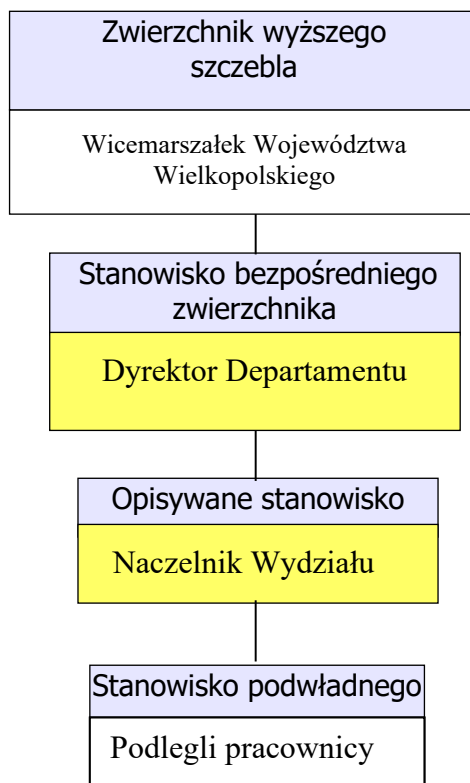 Zwierzchnik wyższego
szczebla
Wicemarszałek Województwa
Wielkopolskiego
Stanowisko bezpośredniego
zwierzchnika
Dyrektor Departamentu
Opisywane stanowisko
Naczelnik Wydziału
Stanowisko podwładnego
Podlegli pracownicy